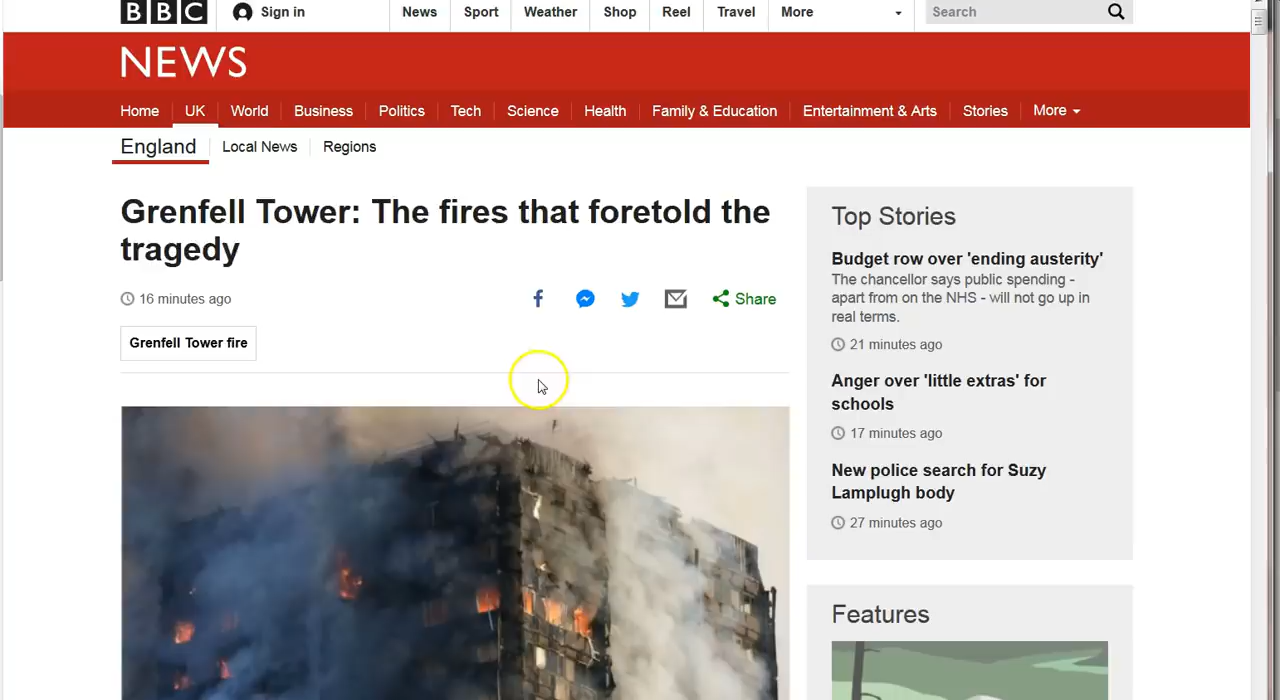 BBC
Sign in
News
Sport
Weather
Shop
Reel
Travel
More
Search
NEWS
Home
UK
World
Business
Politics
Tech
Science
Health
Family & Education
Entertainment & Arts
Stories
More
England
Local News
Regions
Grenfell Tower: The fires that foretold the
tragedy
16 minutes ago
Share
Grenfell Tower fire
Top Stories
Budget row over 'ending austerity'
The chancellor says public spending -
apart from on the NHS - will not go up in
real terms.
21 minutes ago
Anger over 'little extras' for
schools
17 minutes ago
New police search for Suzy
Lamplugh body
27 minutes ago
Features